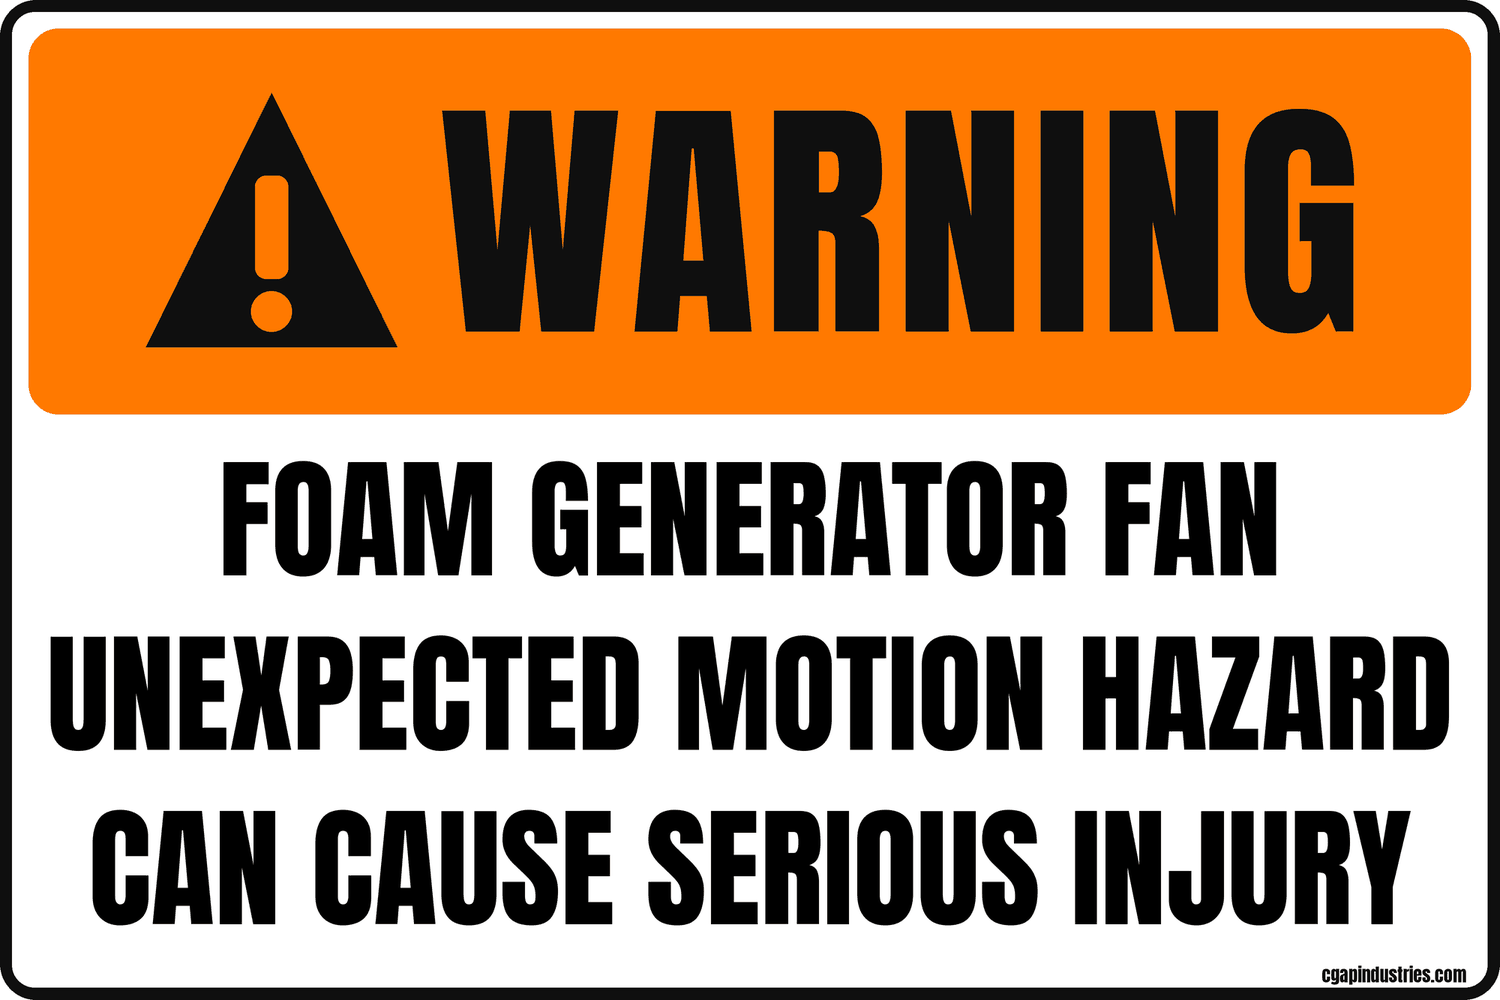 WARNING
FOAM GENERATOR FAN
UNEXPECTED MOTION HAZARD
CAN CAUSE SERIOUS INJURY
cgapindustries.com